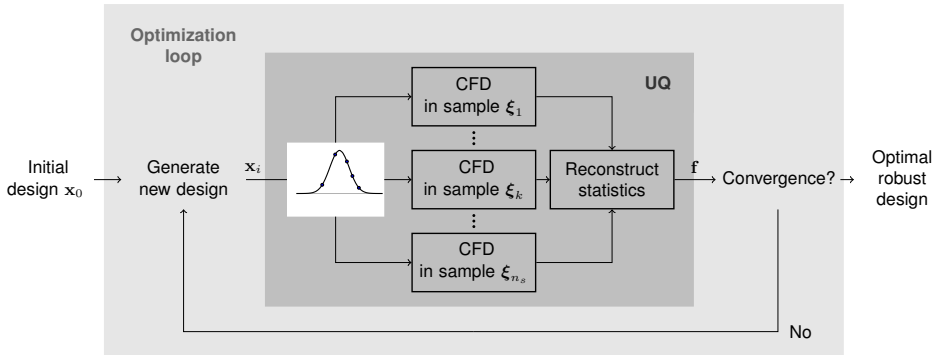 Optimization
loop
UQ
CFD
in sample ξ₁
Initial
design x₀
Generate
new design
xᵢ
CFD
in sample ξₖ
Reconstruct
statistics
f
Convergence?
Optimal
robust
design
CFD
in sample ξₙₛ
No